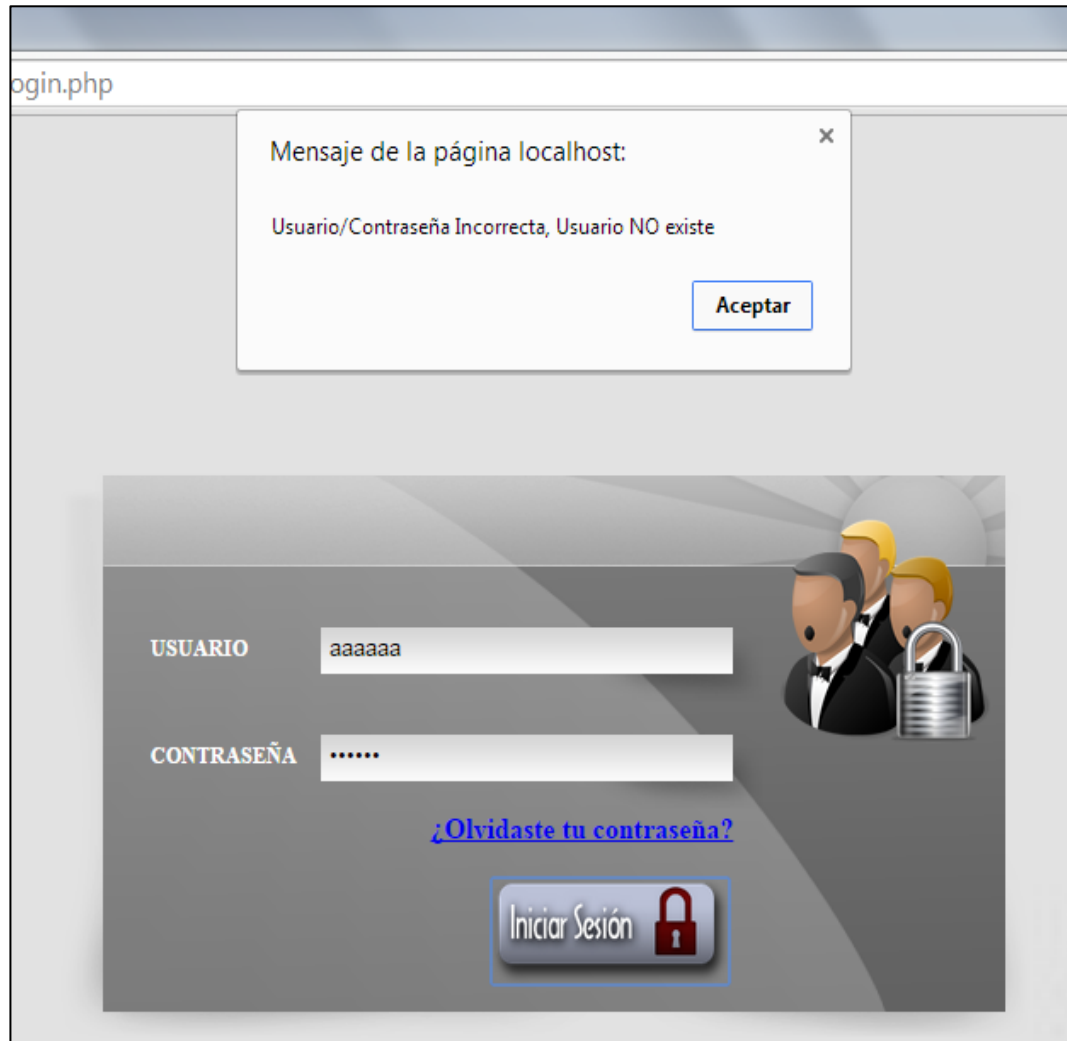 ogin.php
Mensaje de la página localhost:
Usuario/Contraseña Incorrecta, Usuario NO existe
Aceptar
USUARIO aaaaaa
CONTRASEÑA ••••••
¿Olvidaste tu contraseña?
Iniciar Sesión